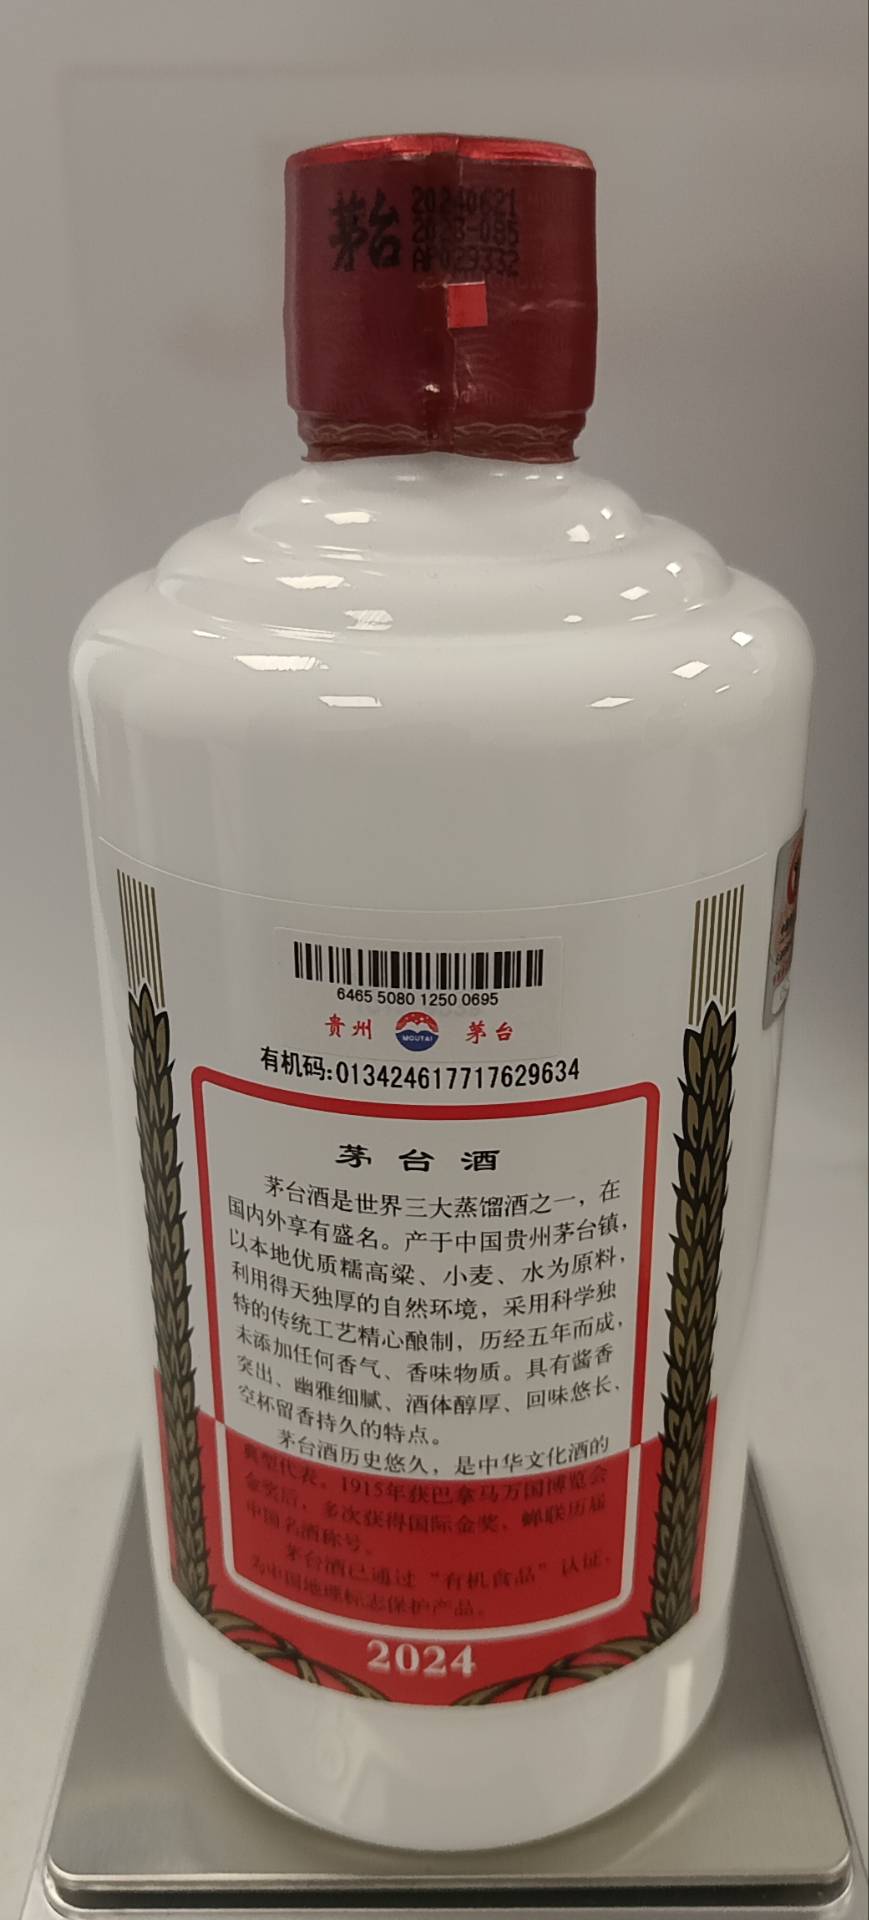 茅台
20240621
2023-085
AF029332
6465 5080 1250 0695
贵州
MOUTAI
茅台
有机码:013424617717629634
茅台酒
茅台酒是世界三大蒸馏酒之一，在
国内外享有盛名。产于中国贵州茅台镇，
以本地优质糯高粱、小麦、水为原料，
利用得天独厚的自然环境，采用科学独
特的传统工艺精心酿制，历经五年而成，
未添加任何香气、香味物质。具有酱香
突出、幽雅细腻、酒体醇厚、回味悠长，
空杯留香持久的特点。
茅台酒历史悠久，是中华文化酒的
典型代表。1915年获巴拿马万国博览会
金奖后，多次获得国际金奖，蝉联历届
中国名酒称号。
茅台酒已通过“有机食品”认证，
为中国地理标志保护产品。
2024